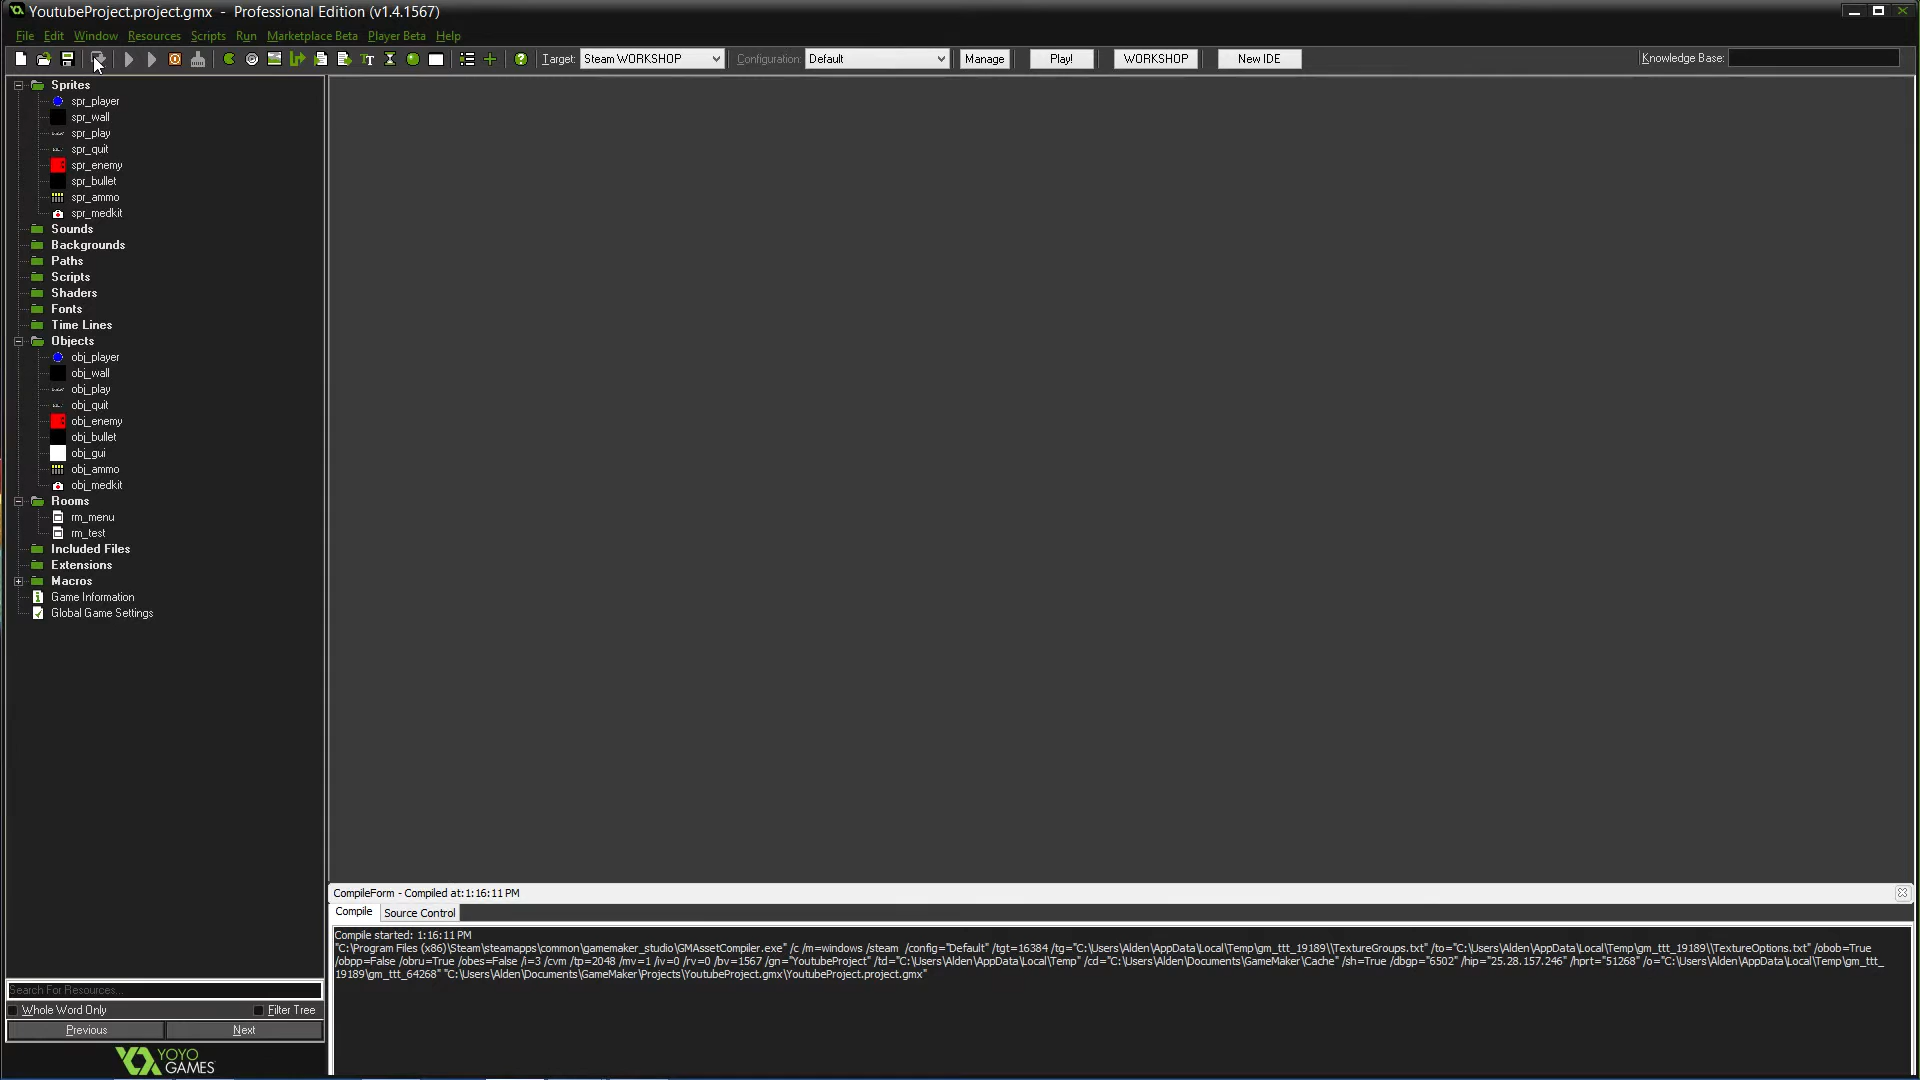 YoutubeProject.project.gmx - Professional Edition (v1.4.1567)
File Edit Window Resources Scripts Run Marketplace Beta Player Beta Help
Target: Steam WORKSHOP Configuration: Default Manage Play! WORKSHOP New IDE Knowledge Base:
Sprites
spr_player
spr_wall
spr_play
spr_quit
spr_enemy
spr_bullet
spr_ammo
spr_medkit
Sounds
Backgrounds
Paths
Scripts
Shaders
Fonts
Time Lines
Objects
obj_player
obj_wall
obj_play
obj_quit
obj_enemy
obj_bullet
obj_gui
obj_ammo
obj_medkit
Rooms
rm_menu
rm_test
Included Files
Extensions
Macros
Game Information
Global Game Settings
Search For Resources...
Whole Word Only Filter Tree
Previous Next
YOYO
GAMES
CompileForm - Compiled at:1:16:11 PM
Compile Source Control
Compile started: 1:16:11 PM
"C:\Program Files (x86)\Steam\steamapps\common\gamemaker_studio\GMAssetCompiler.exe" /c /m=windows /steam /config="Default" /tgt=16384 /tg="C:\Users\Alden\AppData\Local\Temp\gm_ttt_19189\\TextureGroups.txt" /to="C:\Users\Alden\AppData\Local\Temp\gm_ttt_19189\\TextureOptions.txt" /obob=True
/obpp=False /obru=True /obes=False /i=3 /cvm /tp=2048 /mv=1 /iv=0 /rv=0 /bv=1567 /gn="YoutubeProject" /td="C:\Users\Alden\AppData\Local\Temp" /cd="C:\Users\Alden\Documents\GameMaker\Cache" /sh=True /dbgp="6502" /hip="25.28.157.246" /hprt="51268" /o="C:\Users\Alden\AppData\Local\Temp\gm_ttt_
19189\gm_ttt_64268" "C:\Users\Alden\Documents\GameMaker\Projects\YoutubeProject.gmx\YoutubeProject.project.gmx"